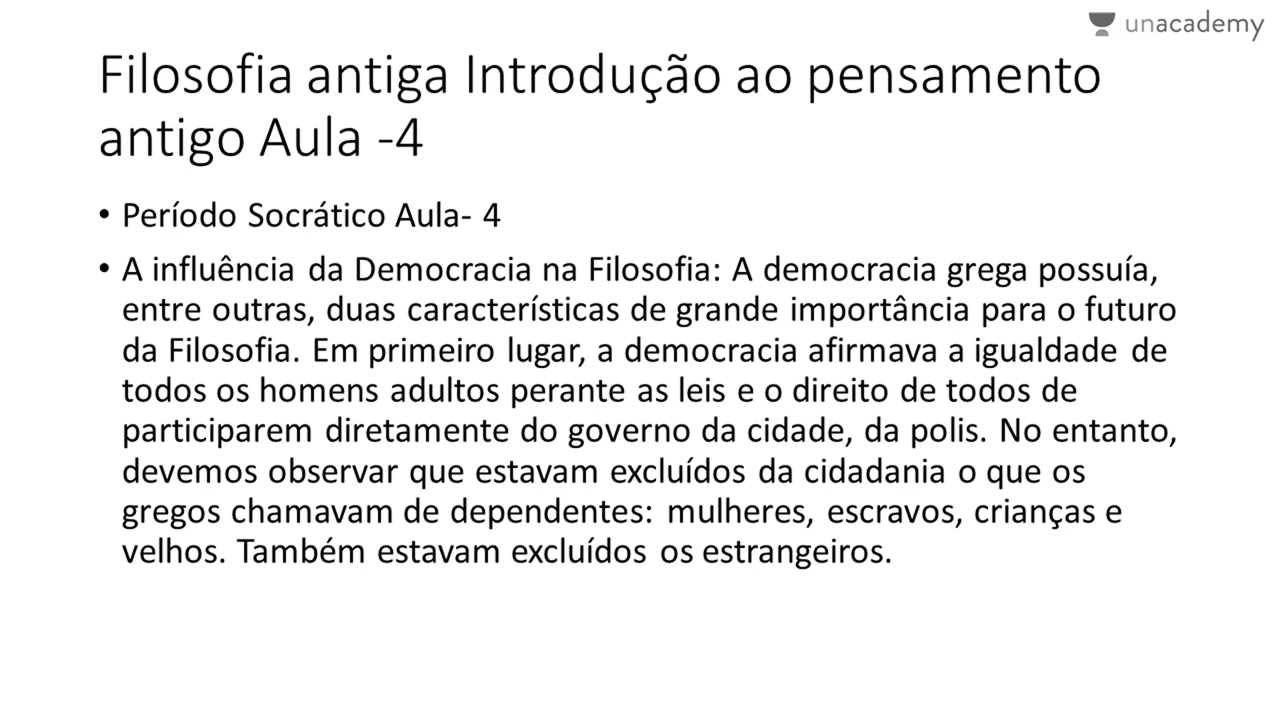 unacademy
Filosofia antiga Introdução ao pensamento
antigo Aula -4
• Período Socrático Aula- 4
• A influência da Democracia na Filosofia: A democracia grega possuía,
entre outras, duas características de grande importância para o futuro
da Filosofia. Em primeiro lugar, a democracia afirmava a igualdade de
todos os homens adultos perante as leis e o direito de todos de
participarem diretamente do governo da cidade, da polis. No entanto,
devemos observar que estavam excluídos da cidadania o que os
gregos chamavam de dependentes: mulheres, escravos, crianças e
velhos. Também estavam excluídos os estrangeiros.